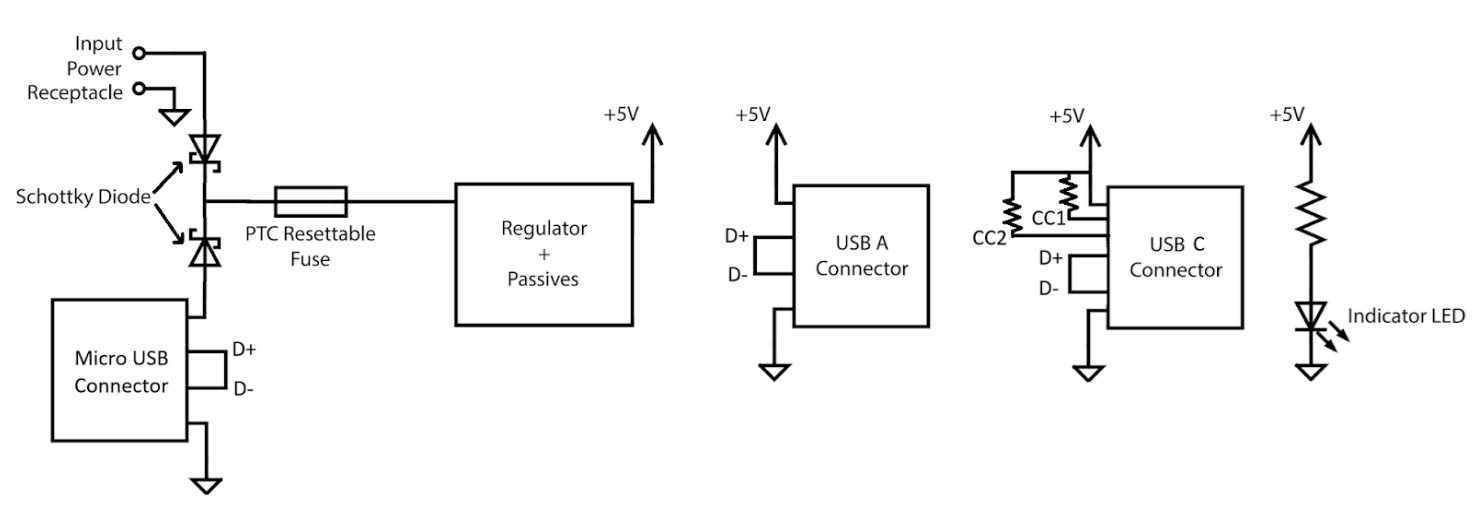 Input
Power
Receptacle
Schottky Diode
PTC Resettable
Fuse
Micro USB
Connector
D+
D-
+5V
Regulator
+
Passives
+5V
D+
D-
USB A
Connector
+5V
CC1
CC2
D+
D-
USB C
Connector
+5V
Indicator LED